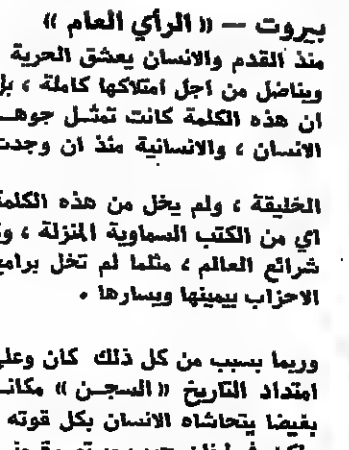 بيروت — « الرأي العام »
منذ القدم والانسان يعشق الحرية
ويناضل من اجل امتلاكها كاملة ، بل
ان هذه الكلمة كانت تمثل جوهـ
الانسان ، والانسانية منذ ان وجدت
الخليقة ، ولم يخل من هذه الكلمة
اي من الكتب السماوية المنزلة ، و
شرائع العالم ، مثلما لم تخل برامج
الاحزاب بيمينها ويسارها .
وربما بسبب من كل ذلك كان وعلى
امتداد التاريخ « السجـن » مكانـ
بغيضا يتحاشاه الانسان بكل قوته